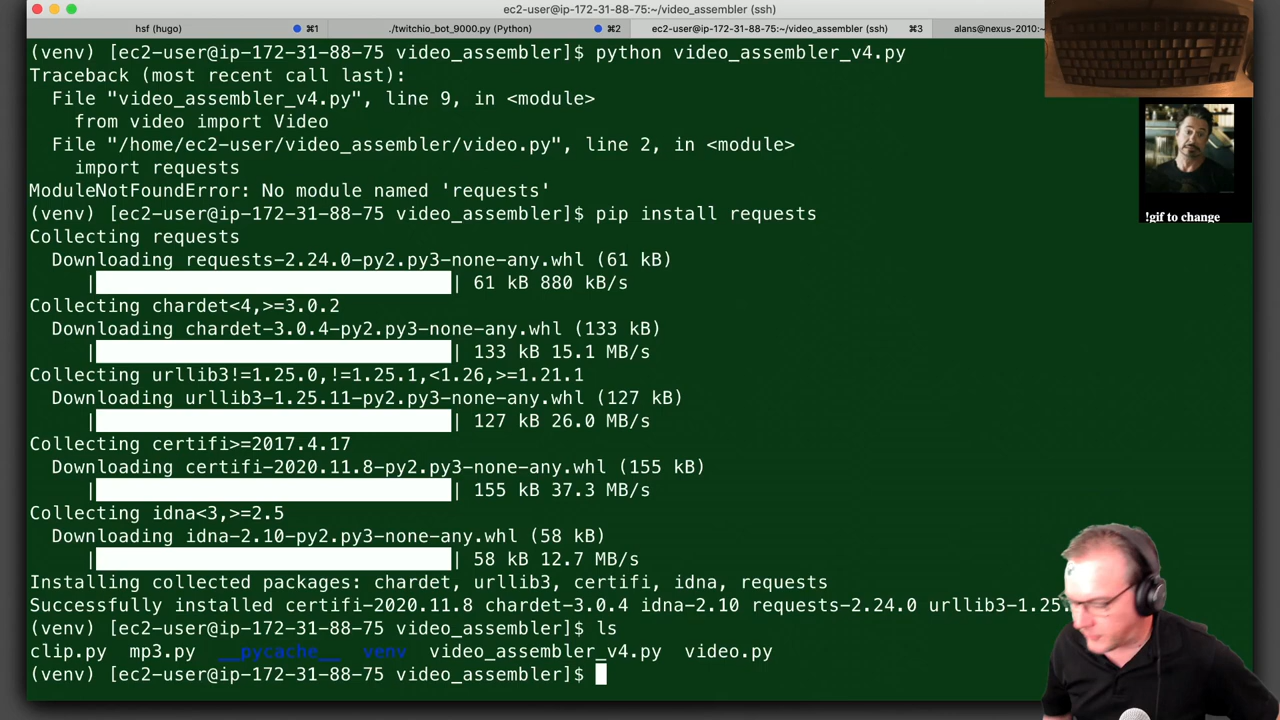 ec2-user@ip-172-31-88-75:~/video_assembler (ssh)
hsf (hugo) ⌘1 ./twitchio_bot_9000.py (Python) ⌘2 ec2-user@ip-172-31-88-75:~/video_assembler (ssh) ⌘3 alans@nexus-2010:~
(venv) [ec2-user@ip-172-31-88-75 video_assembler]$ python video_assembler_v4.py
Traceback (most recent call last):
File "video_assembler_v4.py", line 9, in <module>
from video import Video
File "/home/ec2-user/video_assembler/video.py", line 2, in <module>
import requests
ModuleNotFoundError: No module named 'requests'
(venv) [ec2-user@ip-172-31-88-75 video_assembler]$ pip install requests
!gif to change
Collecting requests
Downloading requests-2.24.0-py2.py3-none-any.whl (61 kB)
| | 61 kB 880 kB/s
Collecting chardet<4,>=3.0.2
Downloading chardet-3.0.4-py2.py3-none-any.whl (133 kB)
| | 133 kB 15.1 MB/s
Collecting urllib3!=1.25.0,!=1.25.1,<1.26,>=1.21.1
Downloading urllib3-1.25.11-py2.py3-none-any.whl (127 kB)
| | 127 kB 26.0 MB/s
Collecting certifi>=2017.4.17
Downloading certifi-2020.11.8-py2.py3-none-any.whl (155 kB)
| | 155 kB 37.3 MB/s
Collecting idna<3,>=2.5
Downloading idna-2.10-py2.py3-none-any.whl (58 kB)
| | 58 kB 12.7 MB/s
Installing collected packages: chardet, urllib3, certifi, idna, requests
Successfully installed certifi-2020.11.8 chardet-3.0.4 idna-2.10 requests-2.24.0 urllib3-1.25.
(venv) [ec2-user@ip-172-31-88-75 video_assembler]$ ls
clip.py mp3.py __pycache__ venv video_assembler_v4.py video.py
(venv) [ec2-user@ip-172-31-88-75 video_assembler]$